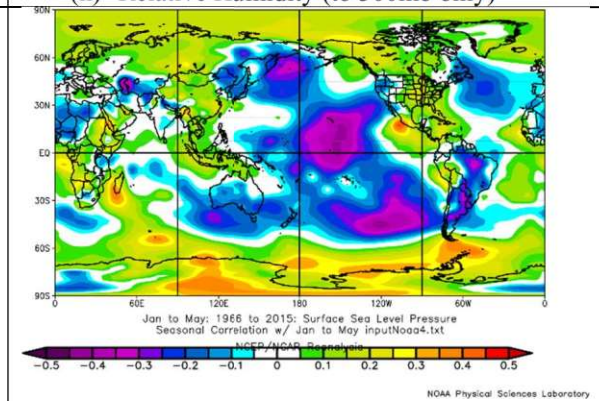 (h) Relative Humidity (to 300mb only)
90N
60N
30N
EQ
30S
60S
90S
0 60E 120E 180 120W 60W 0
Jan to May: 1966 to 2015: Surface Sea Level Pressure
Seasonal Correlation w/ Jan to May inputNoaa4.txt
NCEP/NCAR Reanalysis
-0.5 -0.4 -0.3 -0.2 -0.1 0.1 0.2 0.3 0.4 0.5
NOAA Physical Sciences Laboratory